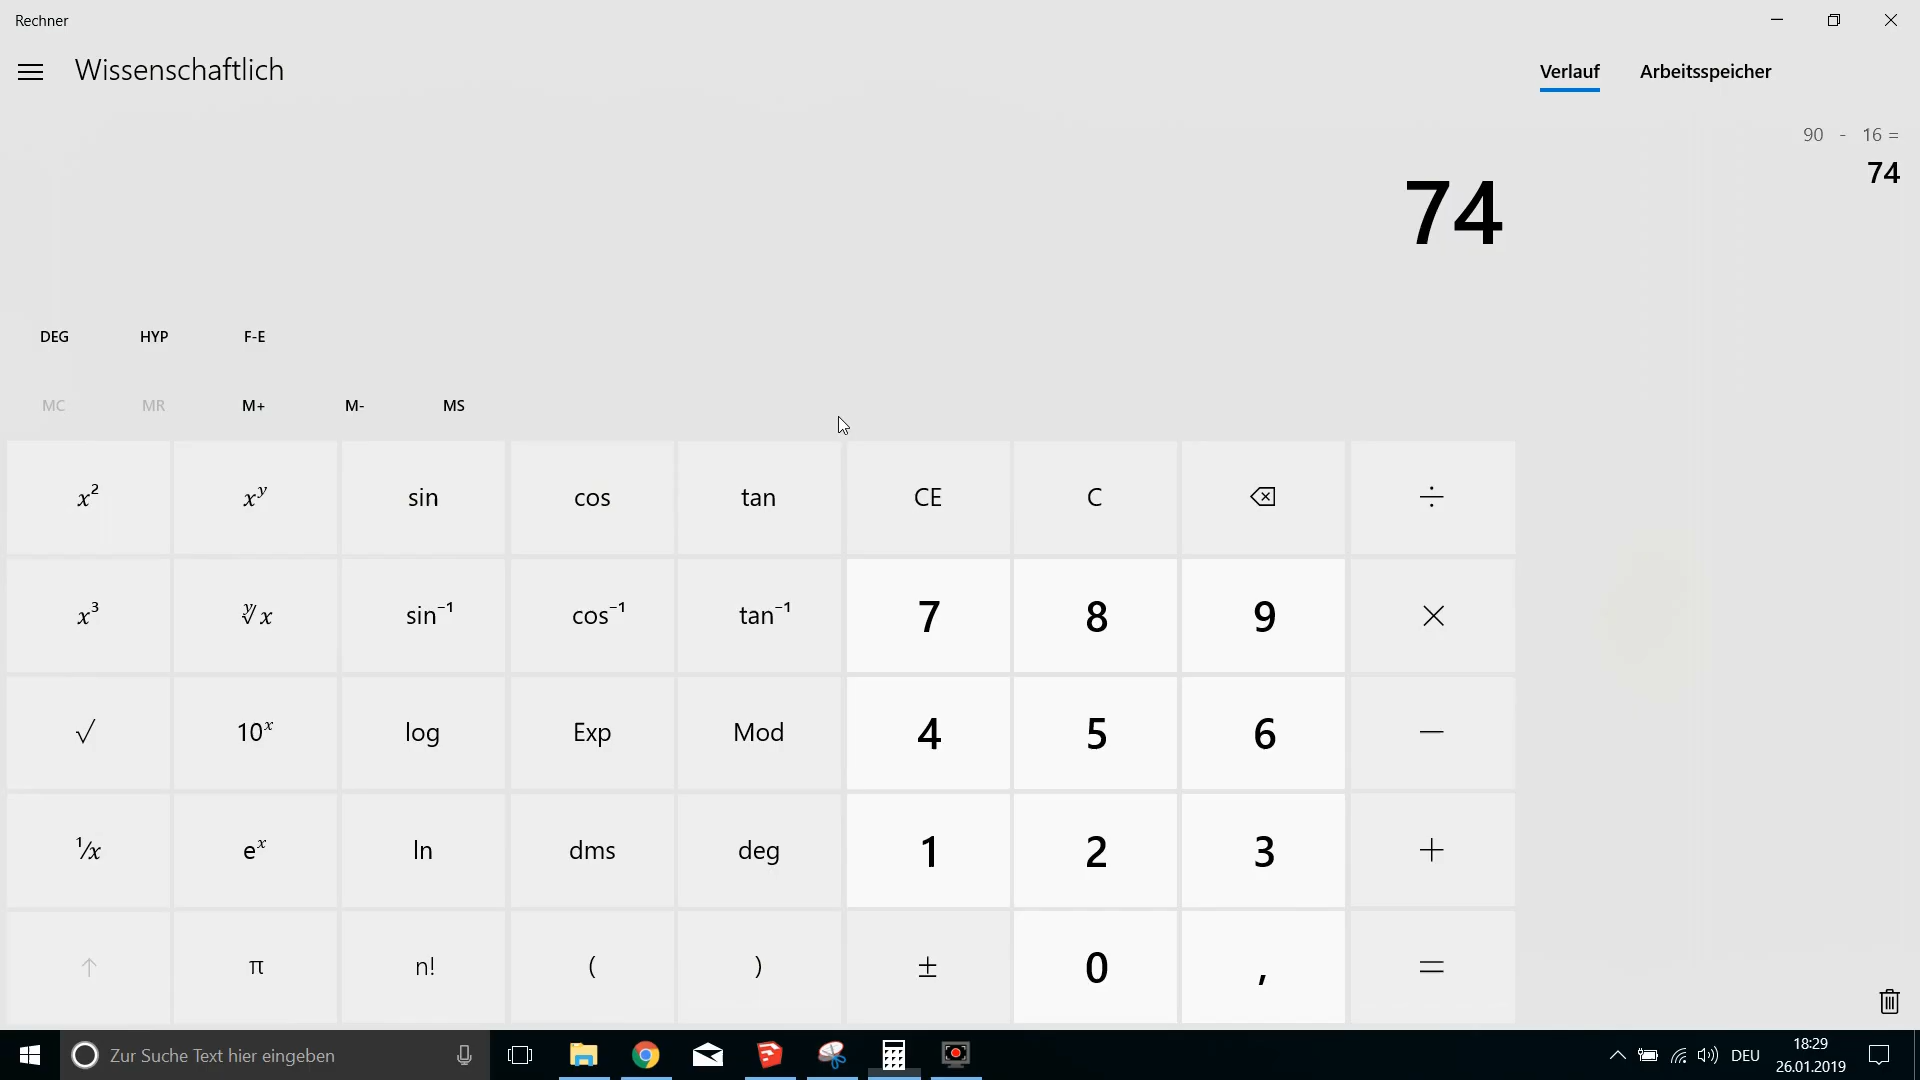 Rechner
Wissenschaftlich
Verlauf Arbeitsspeicher
90 - 16 =
74
74
DEG HYP F-E
MC MR M+ M- MS
x² xʸ sin cos tan CE C ÷
x³ ʸ√x sin⁻¹ cos⁻¹ tan⁻¹ 7 8 9 ×
√ 10ˣ log Exp Mod 4 5 6 −
¹/x eˣ ln dms deg 1 2 3 +
↑ π n! ( ) ± 0 , =
Zur Suche Text hier eingeben
DEU
18:29
26.01.2019